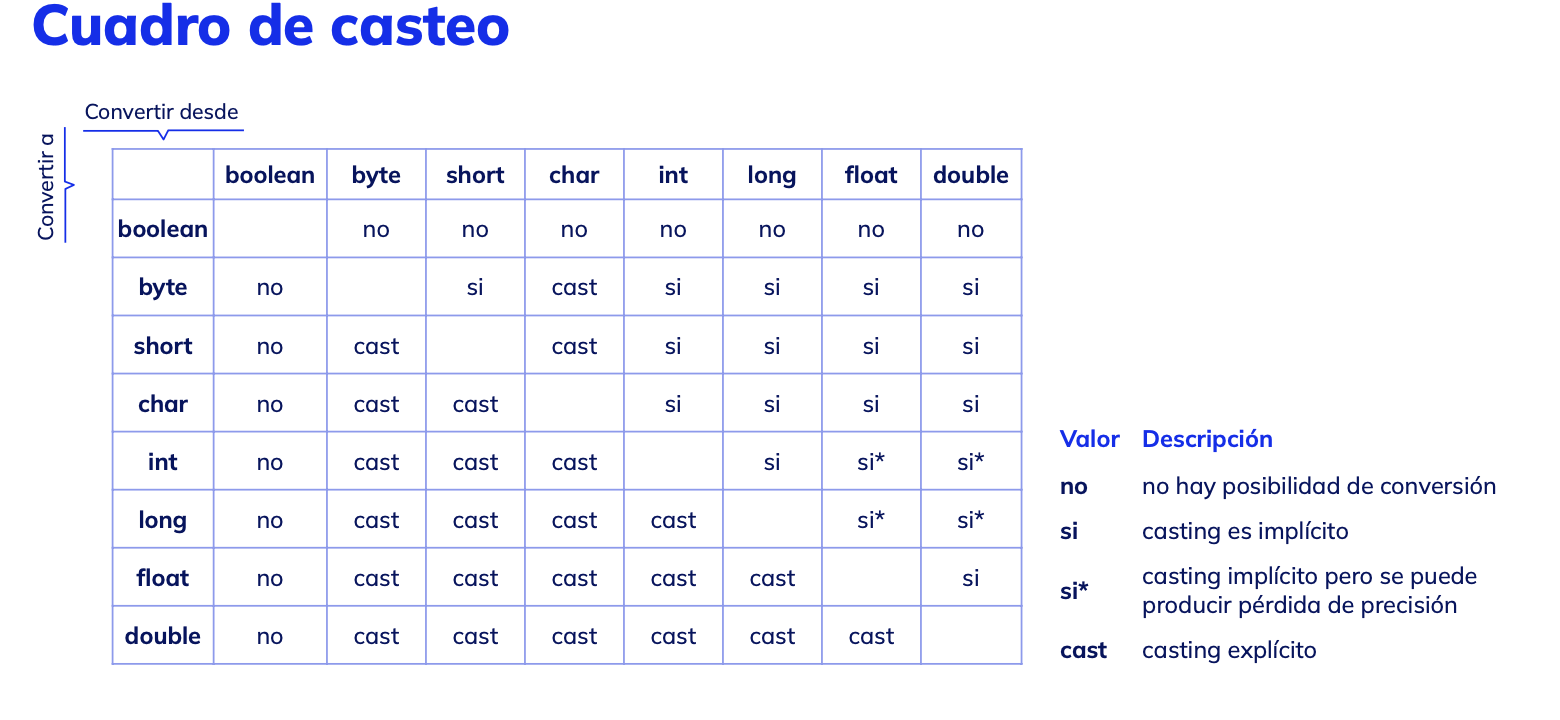 Cuadro de casteo
Convertir desde
Convertir a
boolean byte short char int long float double
boolean no no no no no no no
byte no si cast si si si si
short no cast cast si si si si
char no cast cast si si si si
int no cast cast cast si si* si*
long no cast cast cast cast si* si*
float no cast cast cast cast cast si
double no cast cast cast cast cast cast
Valor Descripción
no no hay posibilidad de conversión
si casting es implícito
si* casting implícito pero se puede
producir pérdida de precisión
cast casting explícito